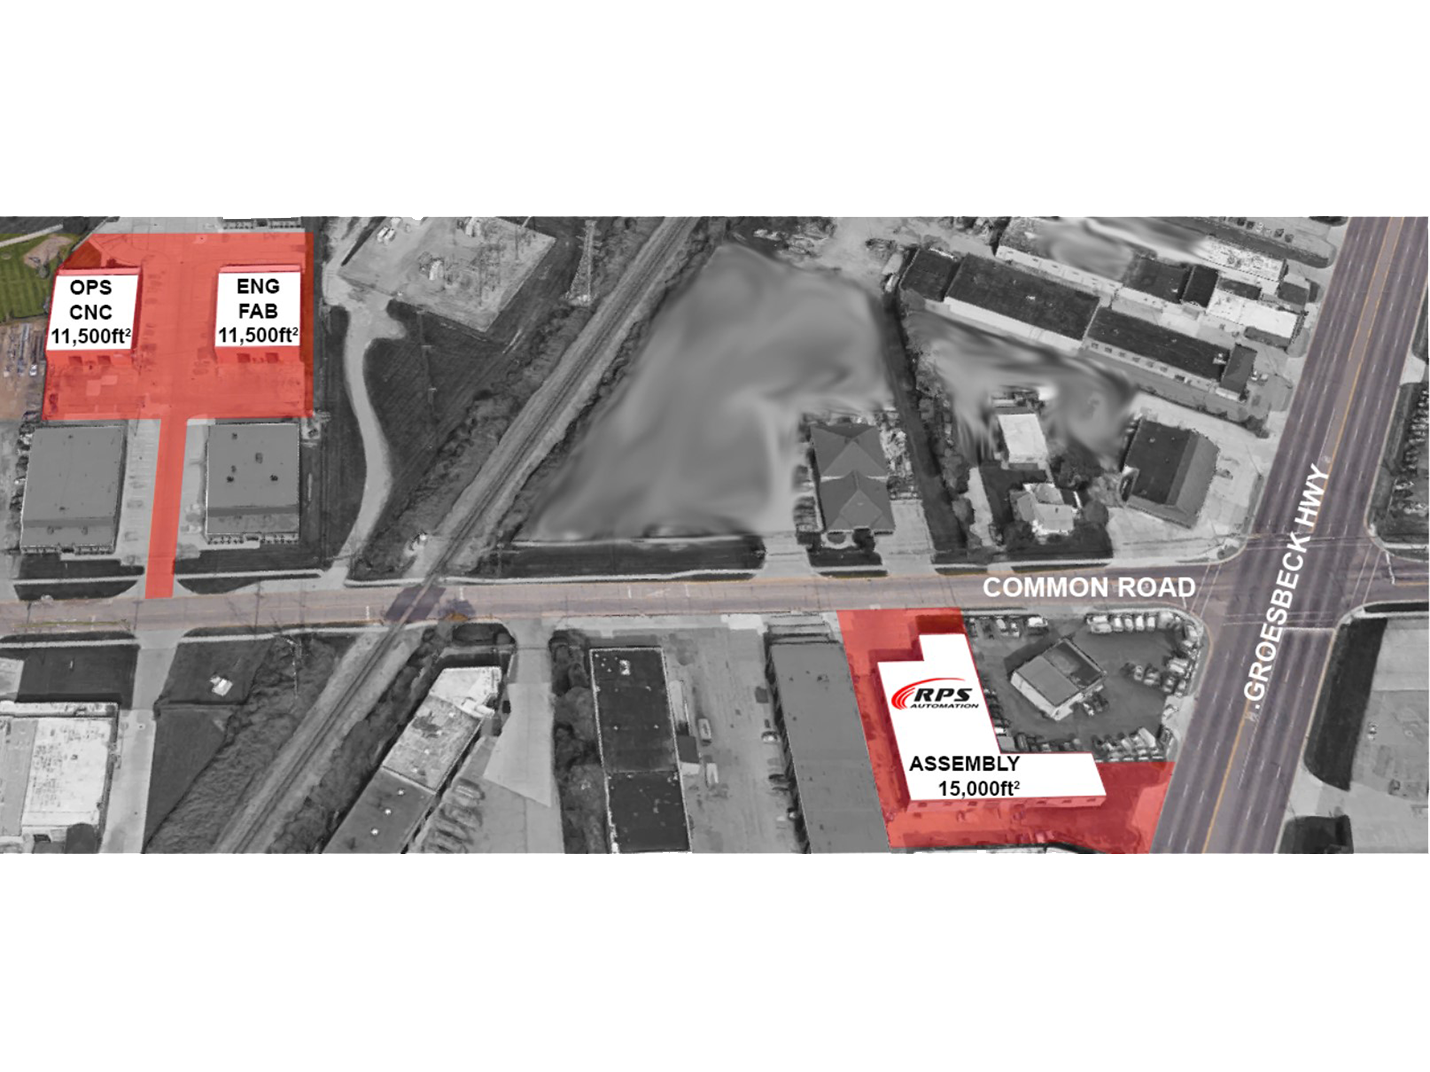 OPS
CNC
11,500ft²
ENG
FAB
11,500ft²
COMMON ROAD
GROESBECK HWY
RPS
AUTOMATION
ASSEMBLY
15,000ft²